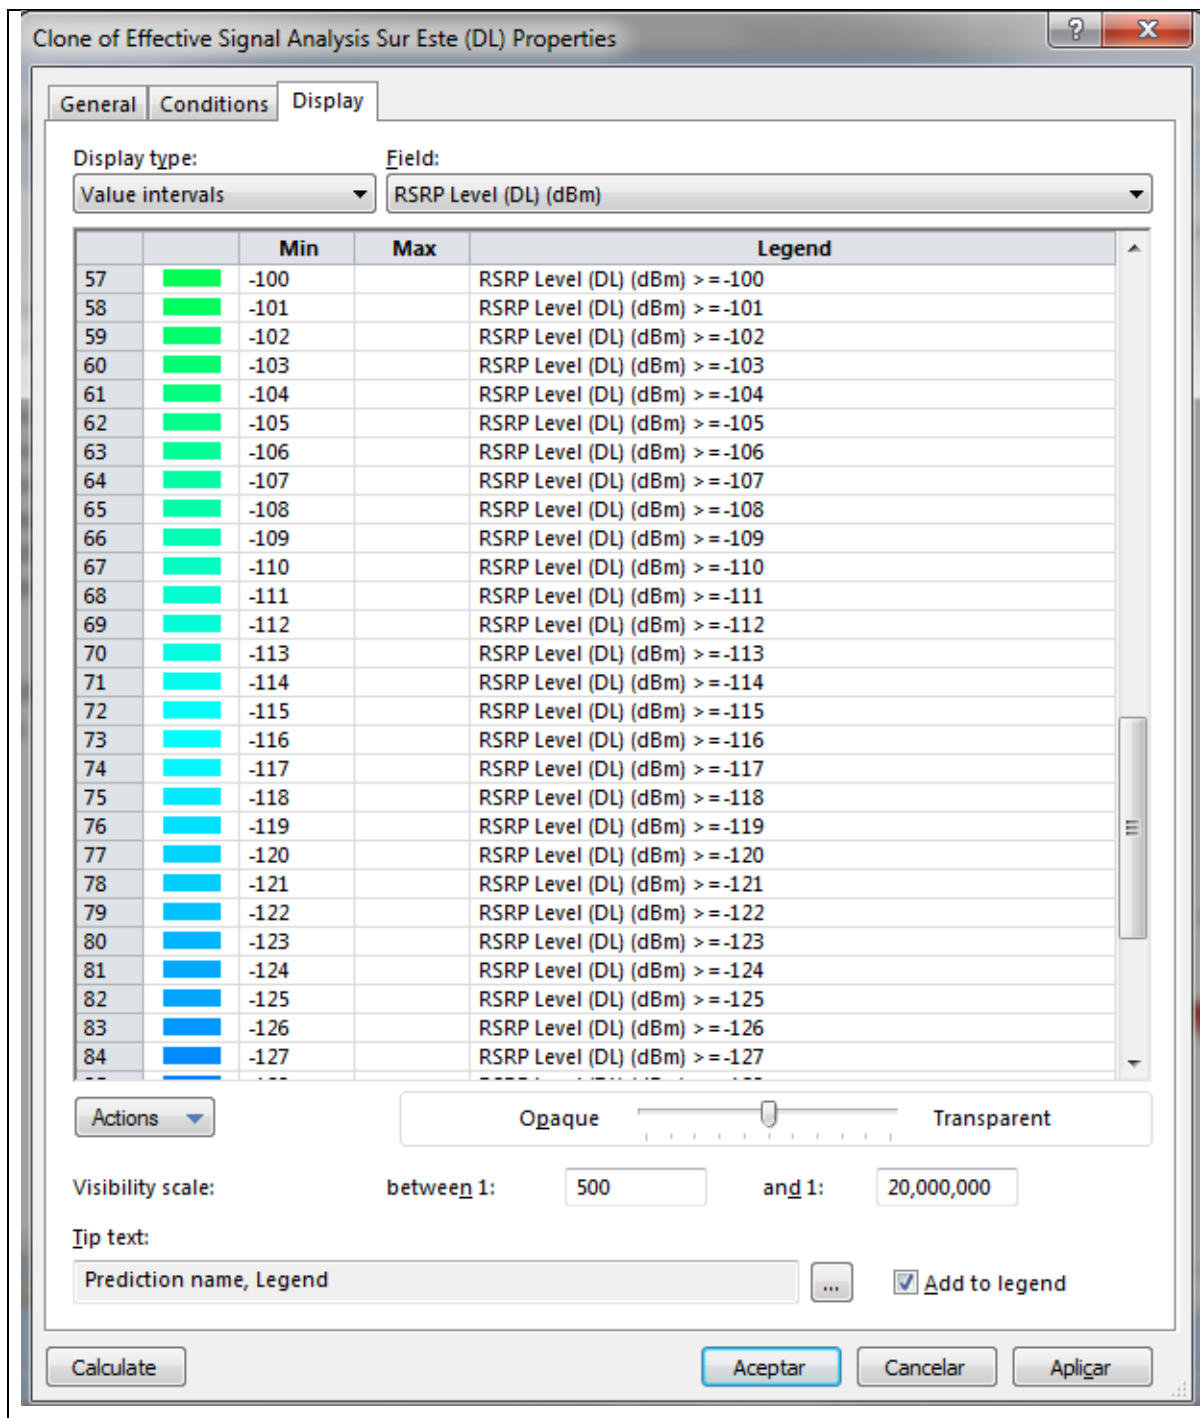 Clone of Effective Signal Analysis Sur Este (DL) Properties
?
General Conditions Display
Display type: Field:
Value intervals RSRP Level (DL) (dBm)
Min Max Legend
57 -100 RSRP Level (DL) (dBm) >=-100
58 -101 RSRP Level (DL) (dBm) >=-101
59 -102 RSRP Level (DL) (dBm) >=-102
60 -103 RSRP Level (DL) (dBm) >=-103
61 -104 RSRP Level (DL) (dBm) >=-104
62 -105 RSRP Level (DL) (dBm) >=-105
63 -106 RSRP Level (DL) (dBm) >=-106
64 -107 RSRP Level (DL) (dBm) >=-107
65 -108 RSRP Level (DL) (dBm) >=-108
66 -109 RSRP Level (DL) (dBm) >=-109
67 -110 RSRP Level (DL) (dBm) >=-110
68 -111 RSRP Level (DL) (dBm) >=-111
69 -112 RSRP Level (DL) (dBm) >=-112
70 -113 RSRP Level (DL) (dBm) >=-113
71 -114 RSRP Level (DL) (dBm) >=-114
72 -115 RSRP Level (DL) (dBm) >=-115
73 -116 RSRP Level (DL) (dBm) >=-116
74 -117 RSRP Level (DL) (dBm) >=-117
75 -118 RSRP Level (DL) (dBm) >=-118
76 -119 RSRP Level (DL) (dBm) >=-119
77 -120 RSRP Level (DL) (dBm) >=-120
78 -121 RSRP Level (DL) (dBm) >=-121
79 -122 RSRP Level (DL) (dBm) >=-122
80 -123 RSRP Level (DL) (dBm) >=-123
81 -124 RSRP Level (DL) (dBm) >=-124
82 -125 RSRP Level (DL) (dBm) >=-125
83 -126 RSRP Level (DL) (dBm) >=-126
84 -127 RSRP Level (DL) (dBm) >=-127
Actions Opaque Transparent
Visibility scale: between 1: 500 and 1: 20,000,000
Tip text:
Prediction name, Legend ... Add to legend
Calculate Aceptar Cancelar Aplicar